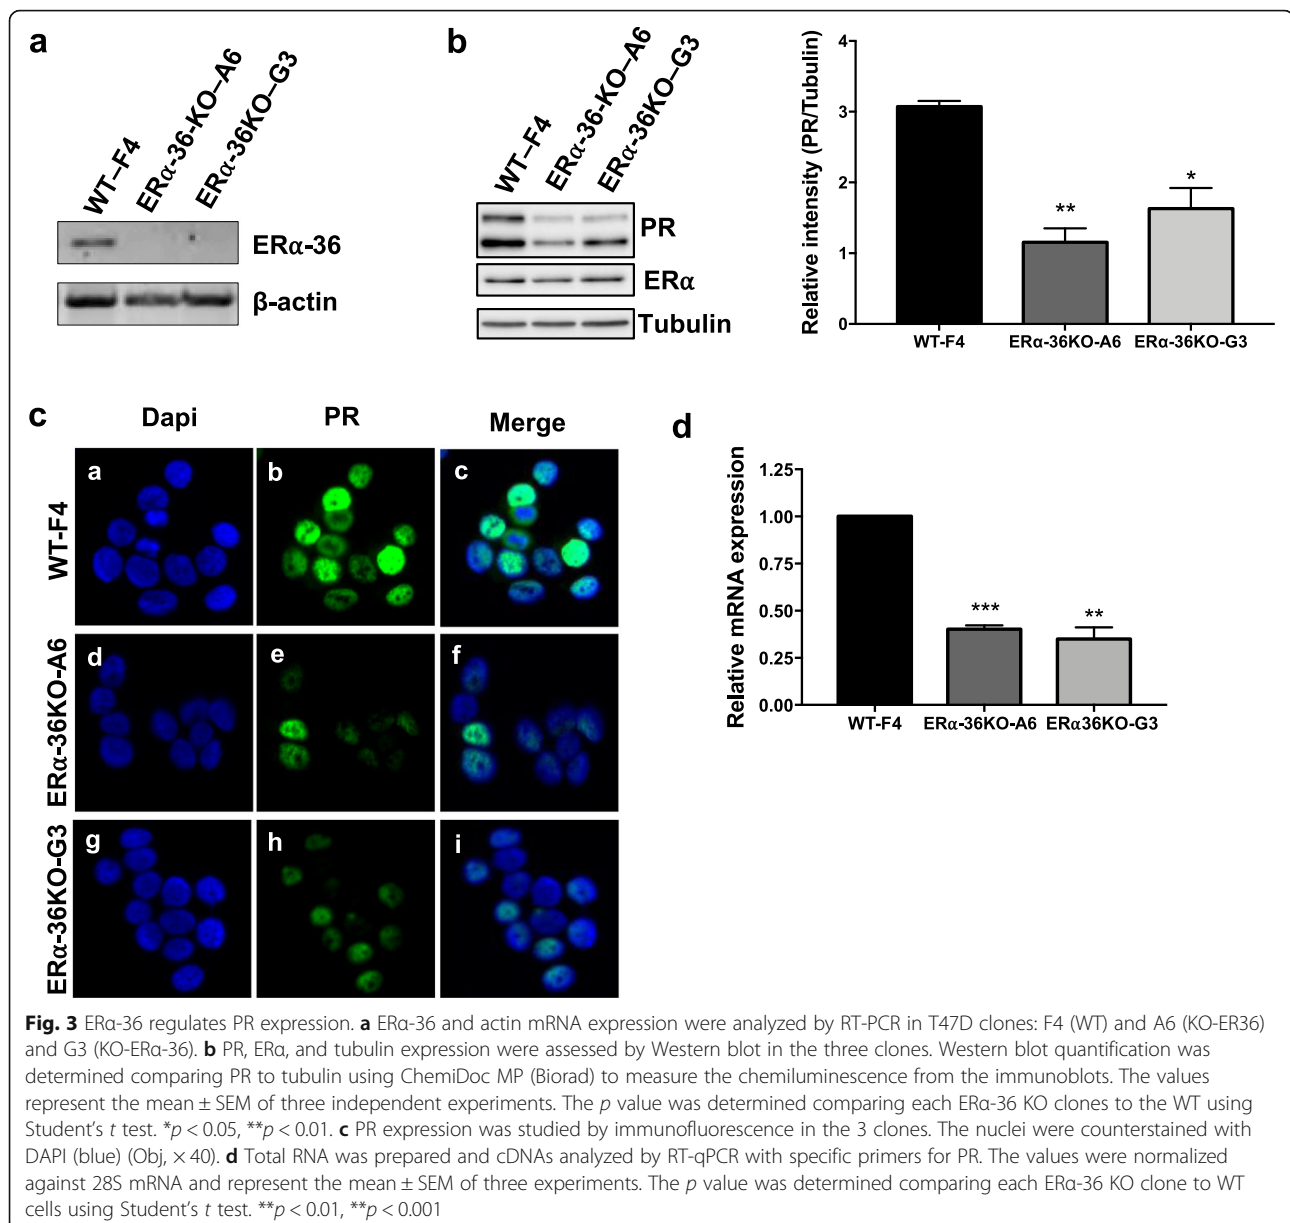 a
WT–F4
ERα-36-KO–A6
ERα-36KO–G3
ERα-36
β-actin
b
WT–F4
ERα-36-KO–A6
ERα-36KO–G3
PR
ERα
Tubulin
Relative intensity (PR/Tubulin)
4
3
2
1
0
**
*
WT-F4
ERα-36KO-A6
ERα-36KO-G3
c
Dapi
PR
Merge
WT-F4
a
b
c
ERα-36KO-A6
d
e
f
ERα-36KO-G3
g
h
i
d
Relative mRNA expression
1.25
1.00
0.75
0.50
0.25
0.00
***
**
WT-F4
ERα-36KO-A6
ERα36KO-G3
Fig. 3 ERα-36 regulates PR expression. a ERα-36 and actin mRNA expression were analyzed by RT-PCR in T47D clones: F4 (WT) and A6 (KO-ER36)
and G3 (KO-ERα-36). b PR, ERα, and tubulin expression were assessed by Western blot in the three clones. Western blot quantification was
determined comparing PR to tubulin using ChemiDoc MP (Biorad) to measure the chemiluminescence from the immunoblots. The values
represent the mean ± SEM of three independent experiments. The p value was determined comparing each ERα-36 KO clones to the WT using
Student's t test. *p < 0.05, **p < 0.01. c PR expression was studied by immunofluorescence in the 3 clones. The nuclei were counterstained with
DAPI (blue) (Obj, × 40). d Total RNA was prepared and cDNAs analyzed by RT-qPCR with specific primers for PR. The values were normalized
against 28S mRNA and represent the mean ± SEM of three experiments. The p value was determined comparing each ERα-36 KO clone to WT
cells using Student's t test. **p < 0.01, **p < 0.001